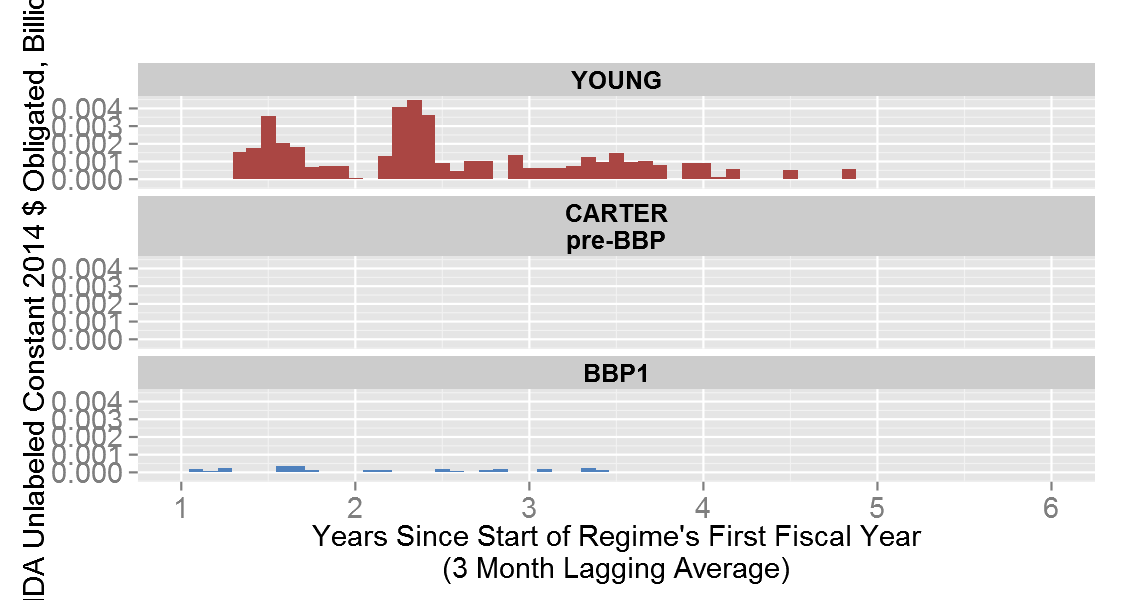 IDA Unlabeled Constant 2014 $ Obligated, Billio
YOUNG
0.004
0.003
0.002
0.001
0.000
CARTER
pre-BBP
0.004
0.003
0.002
0.001
0.000
BBP1
0.004
0.003
0.002
0.001
0.000
1 2 3 4 5 6
Years Since Start of Regime's First Fiscal Year
(3 Month Lagging Average)